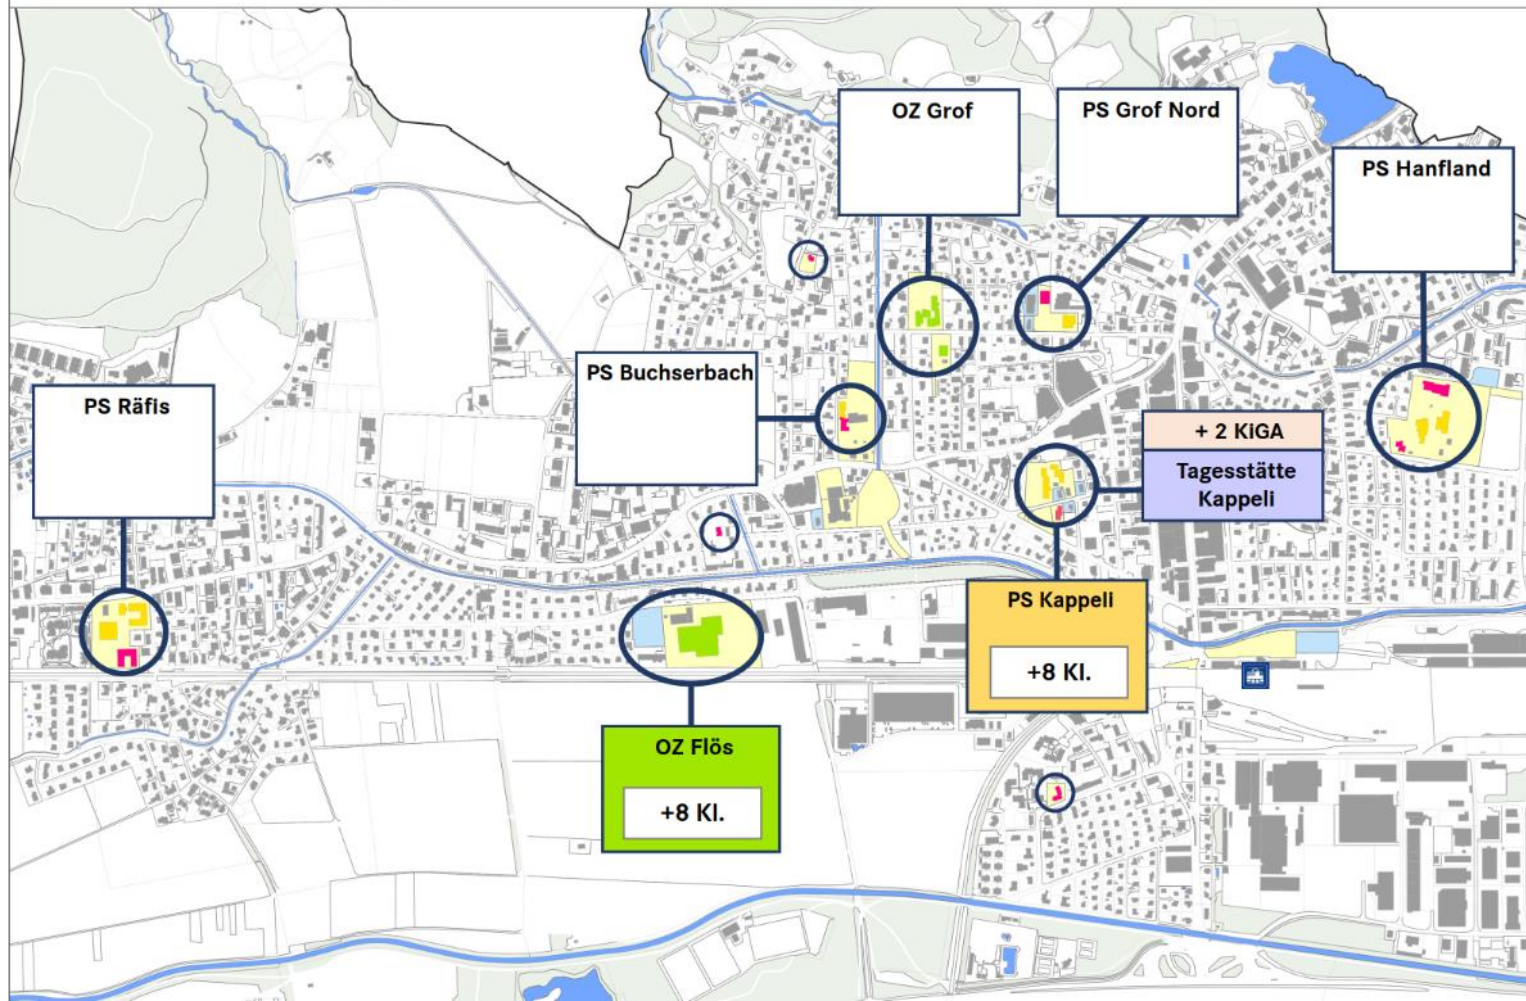 OZ Grof
PS Grof Nord
PS Hanfland
PS Buchserbach
PS Räfis
+ 2 KiGA
Tagesstätte
Kappeli
PS Kappeli
+8 Kl.
OZ Flös
+8 Kl.